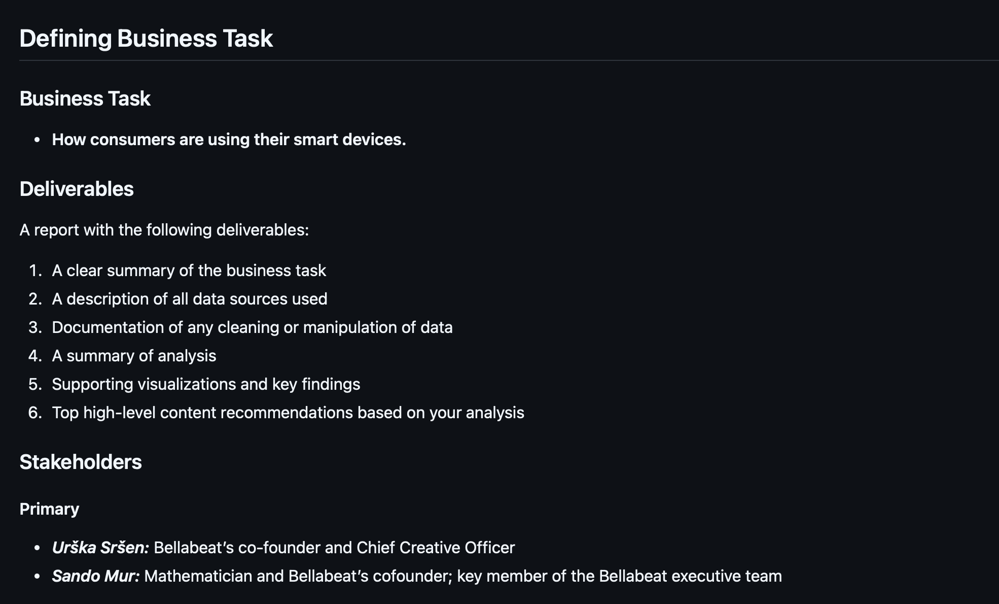 Defining Business Task
Business Task
• How consumers are using their smart devices.
Deliverables
A report with the following deliverables:
1. A clear summary of the business task
2. A description of all data sources used
3. Documentation of any cleaning or manipulation of data
4. A summary of analysis
5. Supporting visualizations and key findings
6. Top high-level content recommendations based on your analysis
Stakeholders
Primary
• Urška Sršen: Bellabeat’s co-founder and Chief Creative Officer
• Sando Mur: Mathematician and Bellabeat’s cofounder; key member of the Bellabeat executive team